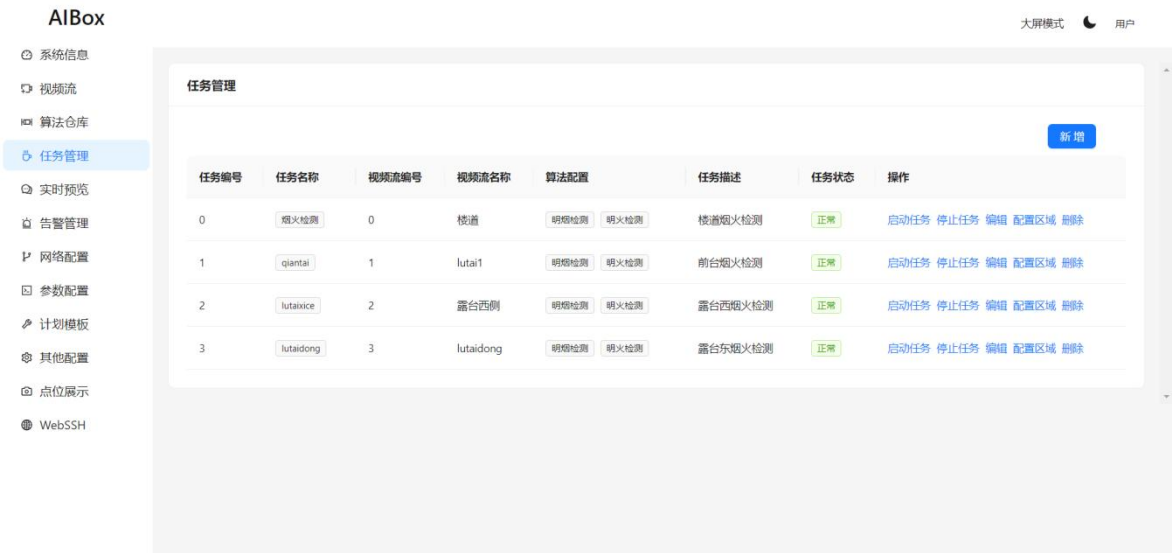 AIBox
大屏模式 用户
系统信息
视频流
算法仓库
任务管理
实时预览
告警管理
网络配置
参数配置
计划模板
其他配置
点位展示
WebSSH
任务管理
新增
任务编号 任务名称 视频流编号 视频流名称 算法配置 任务描述 任务状态 操作
0 烟火检测 0 楼道 明烟检测 明火检测 楼道烟火检测 正常 启动任务 停止任务 编辑 配置区域 删除
1 qiantai 1 lutai1 明烟检测 明火检测 前台烟火检测 正常 启动任务 停止任务 编辑 配置区域 删除
2 lutaixice 2 露台西侧 明烟检测 明火检测 露台西烟火检测 正常 启动任务 停止任务 编辑 配置区域 删除
3 lutaidong 3 lutaidong 明烟检测 明火检测 露台东烟火检测 正常 启动任务 停止任务 编辑 配置区域 删除